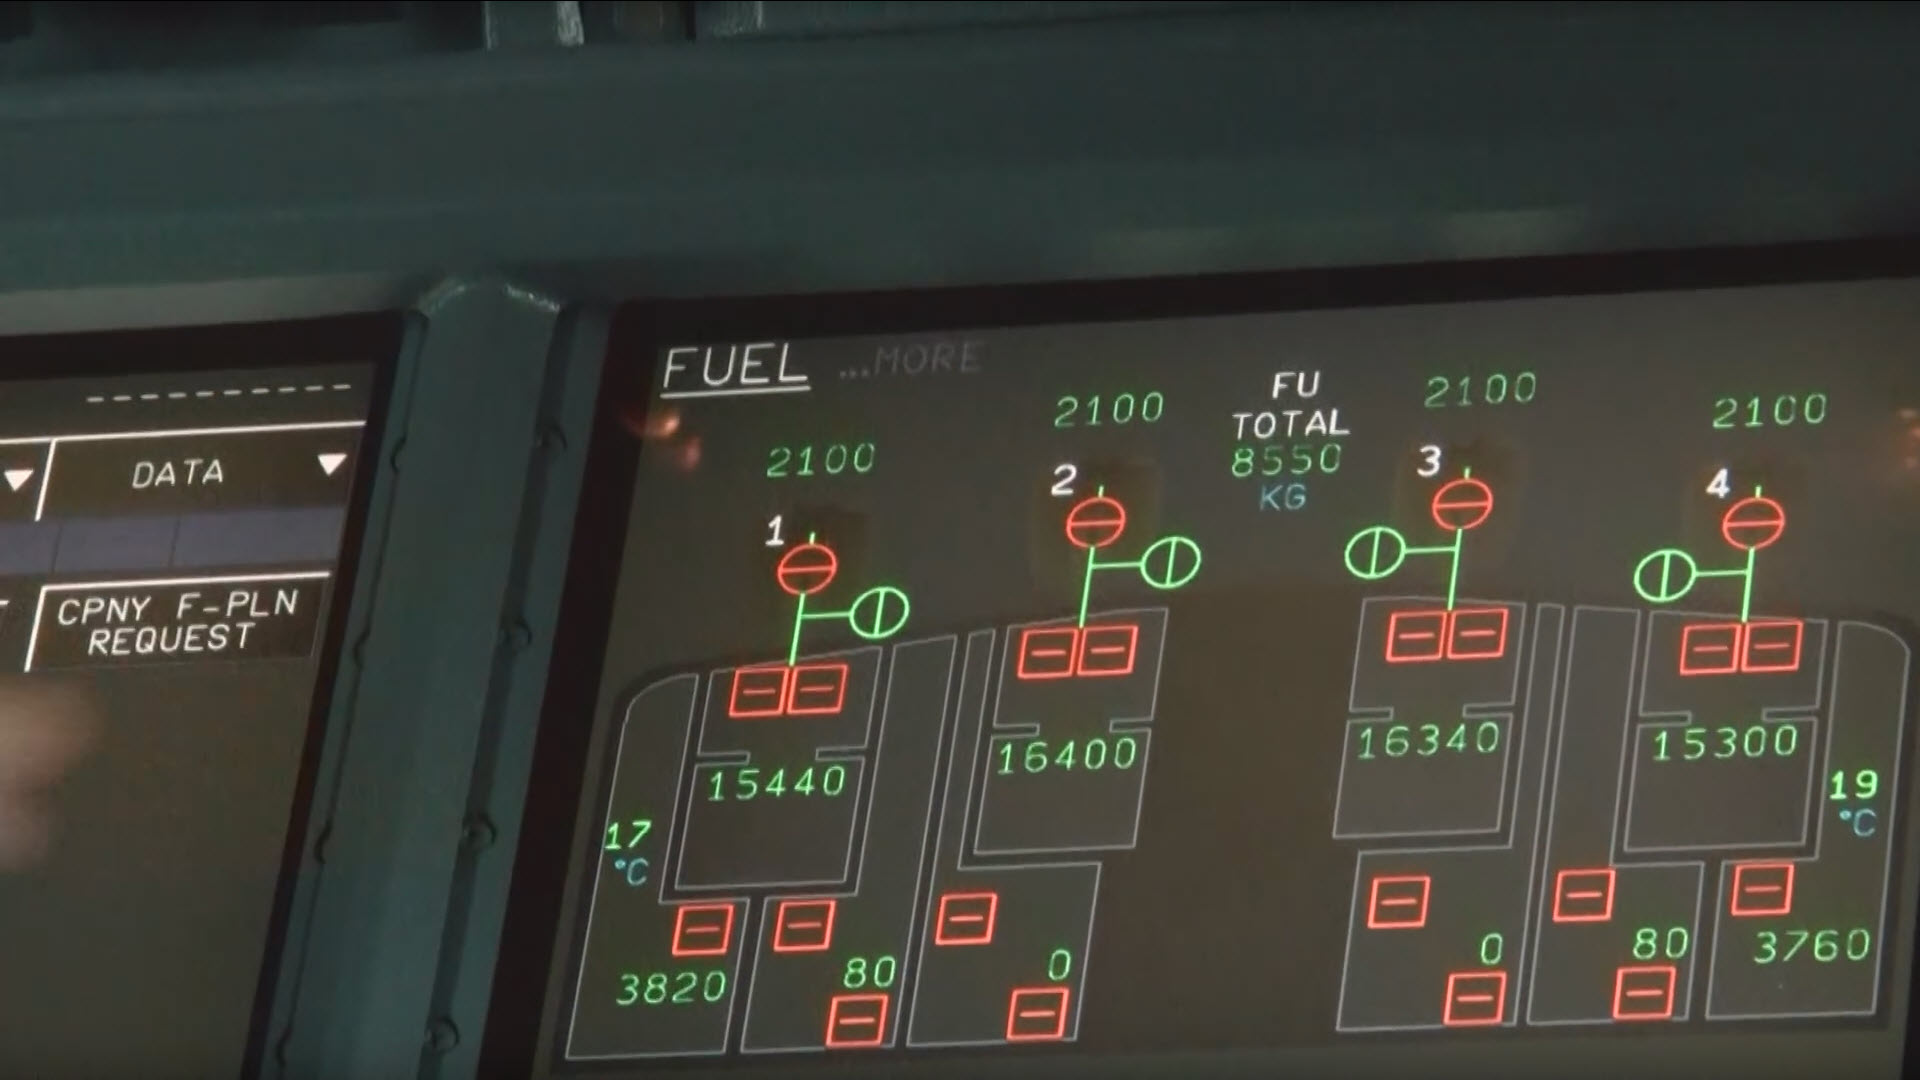 ---------
DATA
CPNY F-PLN
REQUEST
FUEL ...MORE
2100
2100
FU
TOTAL
8550
KG
2100
2100
1
2
3
4
15440
16400
16340
15300
17
°C
19
°C
3820
80
0
0
80
3760